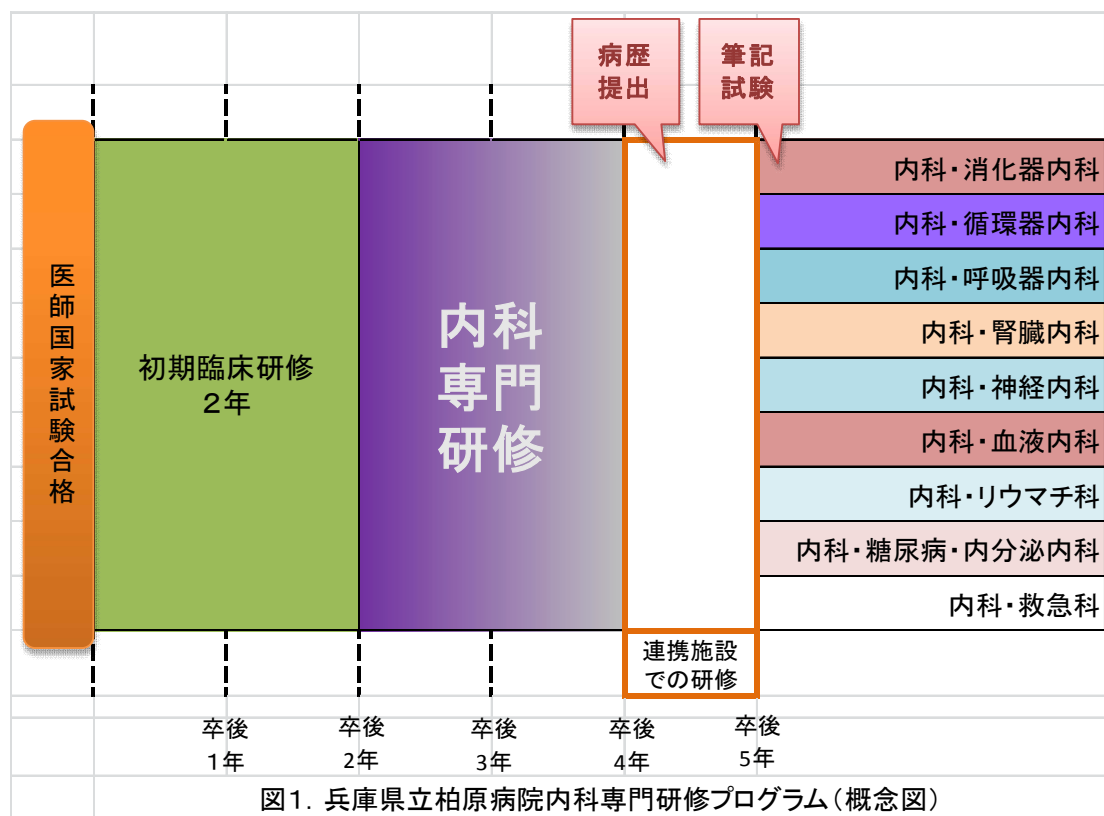 病歴
提出
筆記
試験
医師国家試験合格
初期臨床研修
2年
内科
専門
研修
内科・消化器内科
内科・循環器内科
内科・呼吸器内科
内科・腎臓内科
内科・神経内科
内科・血液内科
内科・リウマチ科
内科・糖尿病・内分泌内科
内科・救急科
連携施設
での研修
卒後
1年
卒後
2年
卒後
3年
卒後
4年
卒後
5年
図1. 兵庫県立柏原病院内科専門研修プログラム(概念図)